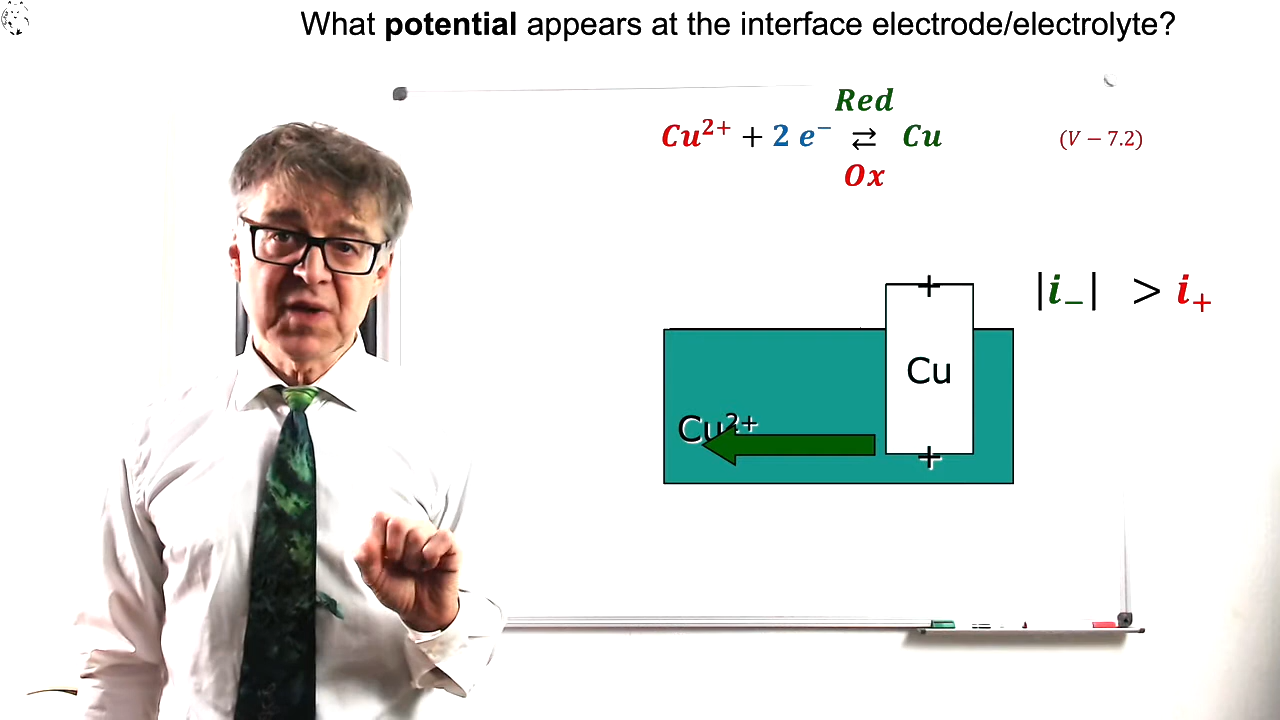 What potential appears at the interface electrode/electrolyte?
Red
Cu²⁺ + 2 e⁻ ⇄ Cu (V − 7.2)
Ox
|i₋| > i₊
+
Cu
Cu²⁺
+